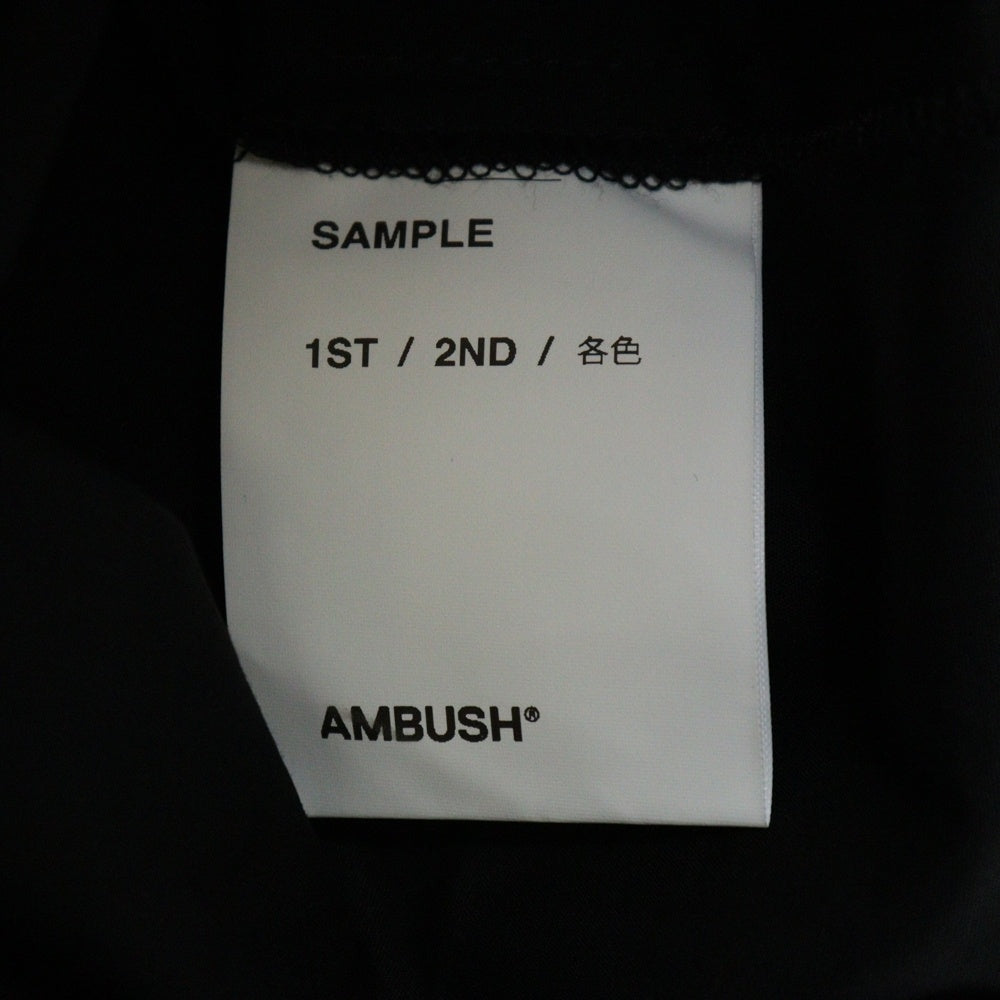 SAMPLE
1ST / 2ND / 各色
AMBUSH®